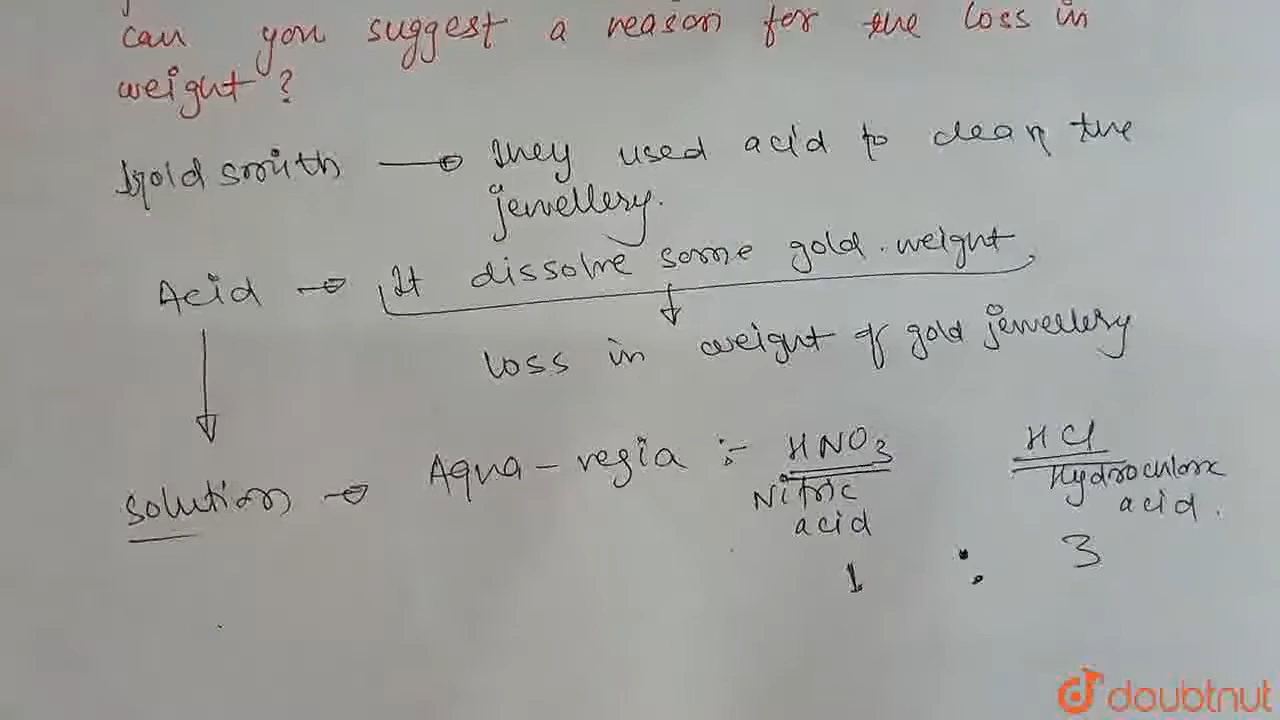 can you suggest a reason for the loss in
weight ?
goldsmith → they used acid to clean the
jewellery.
Acid → It dissolve some gold . weight
loss in weight of gold jewellery
solution → Aqua-regia :- HNO3 HCl
Nitric acid Hydrochloric acid.
1 : 3
doubtnut